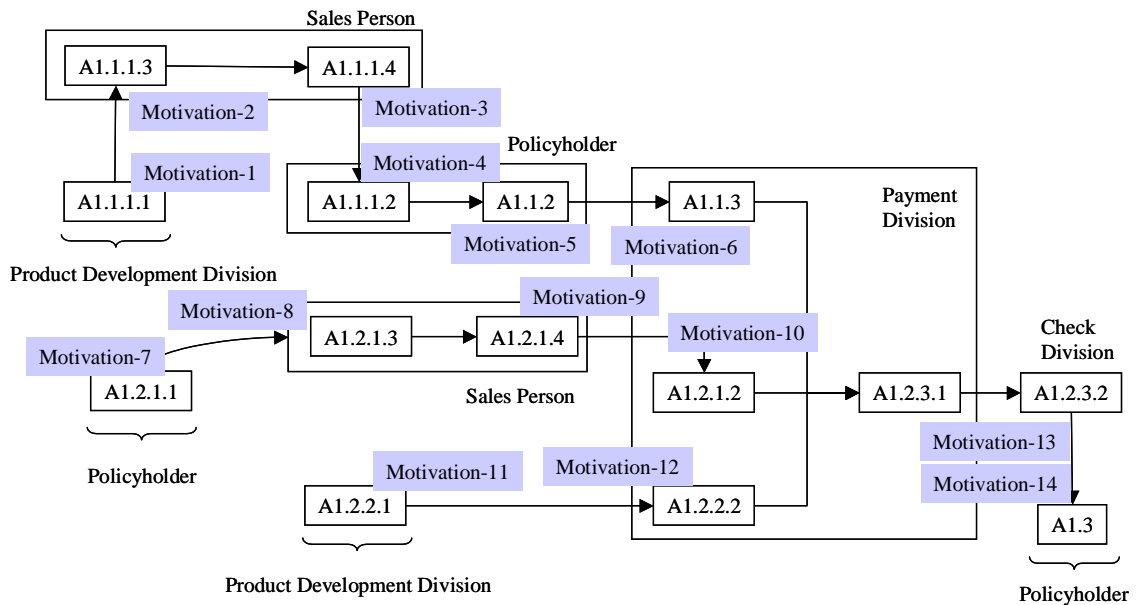 Sales Person
A1.1.1.3
A1.1.1.4
Motivation-2
Motivation-3
Policyholder
Motivation-4
Motivation-1
A1.1.1.1
A1.1.1.2
A1.1.2
A1.1.3
Payment
Division
Motivation-5
Motivation-6
Product Development Division
Motivation-8
Motivation-9
A1.2.1.3
A1.2.1.4
Motivation-10
Check
Division
Motivation-7
A1.2.1.1
Sales Person
A1.2.1.2
A1.2.3.1
A1.2.3.2
Motivation-13
Policyholder
Motivation-11
Motivation-12
Motivation-14
A1.2.2.1
A1.2.2.2
A1.3
Product Development Division
Policyholder